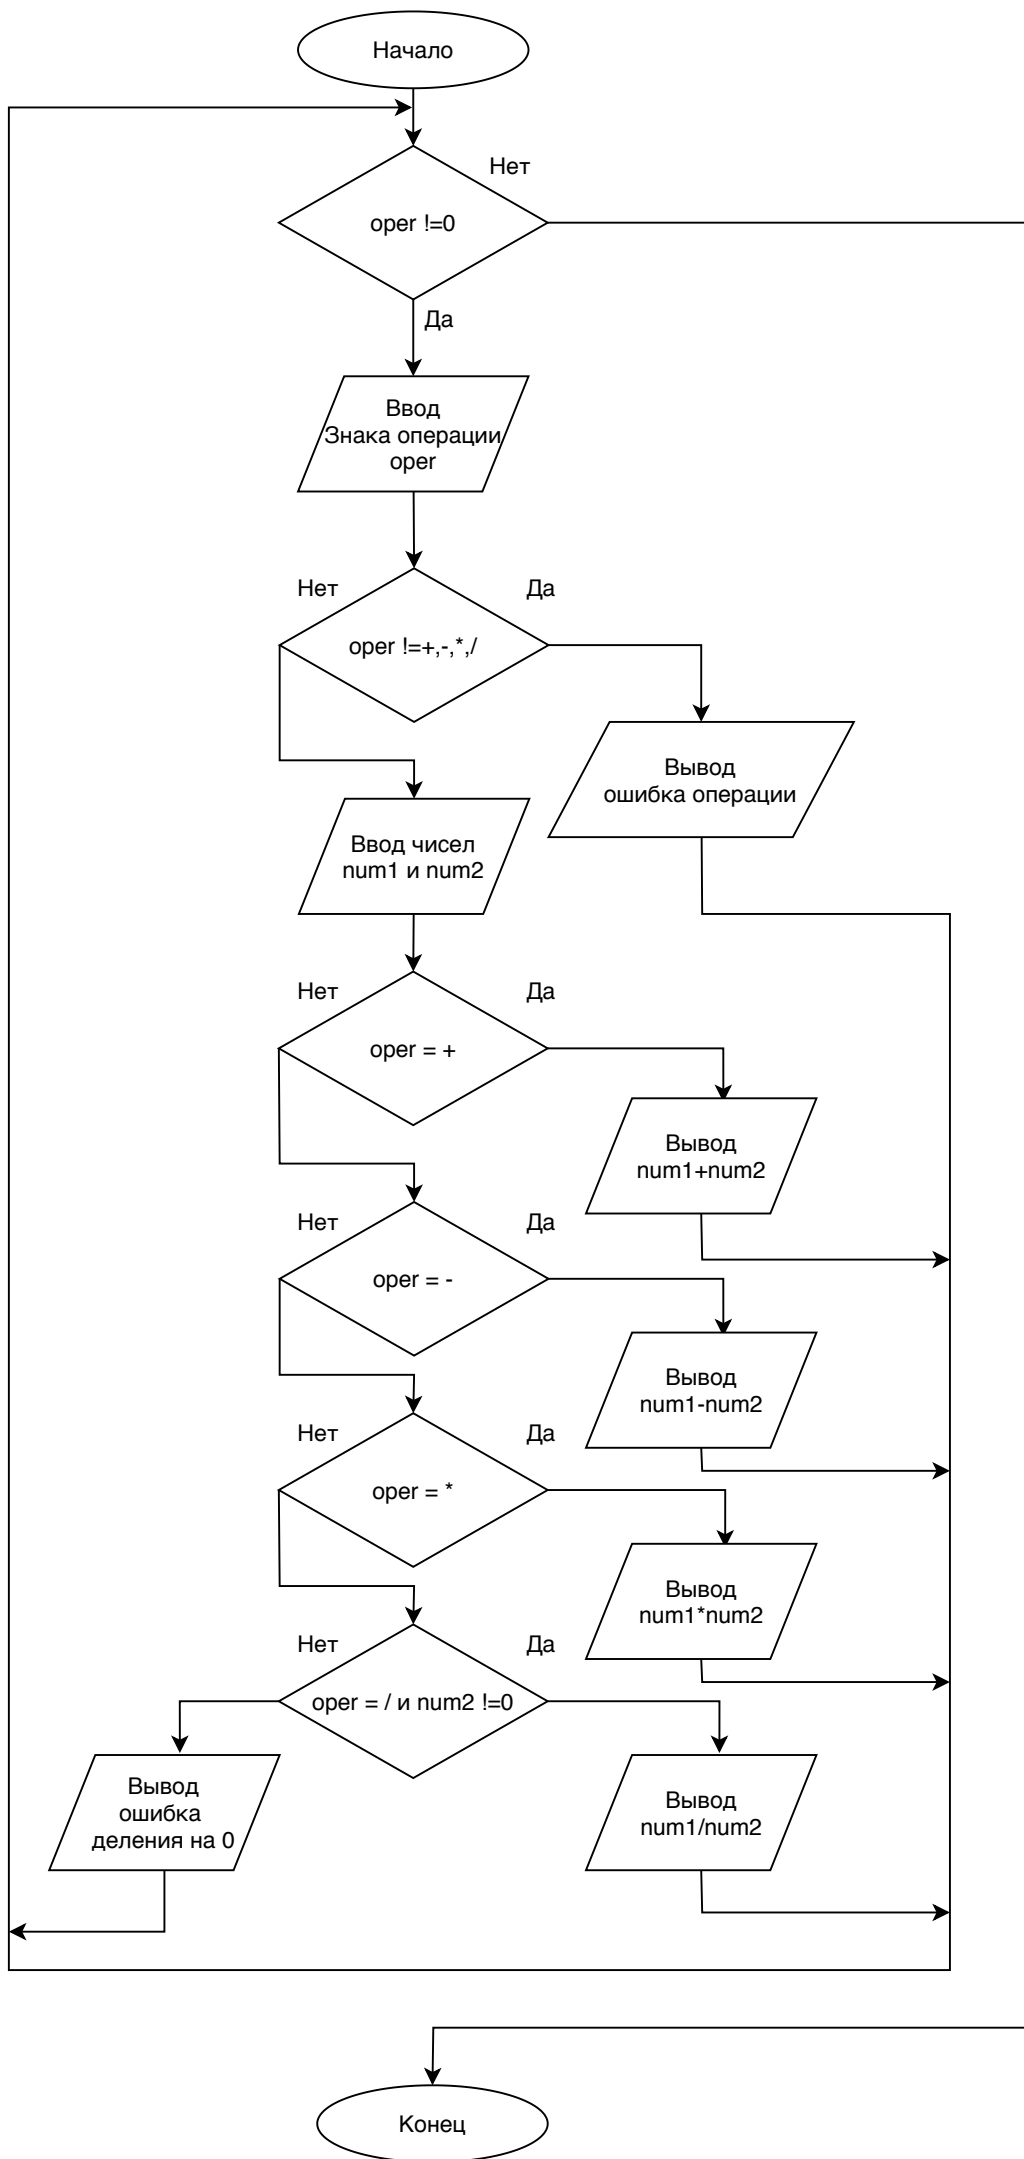 Начало
Нет
oper !=0
Да
Ввод
Знака операции
oper
Нет
Да
oper !=+,-,*,/
Вывод
ошибка операции
Ввод чисел
num1 и num2
Нет
Да
oper = +
Вывод
num1+num2
Нет
Да
oper = -
Вывод
num1-num2
Нет
Да
oper = *
Вывод
num1*num2
Нет
Да
oper = / и num2 !=0
Вывод
ошибка
деления на 0
Вывод
num1/num2
Конец